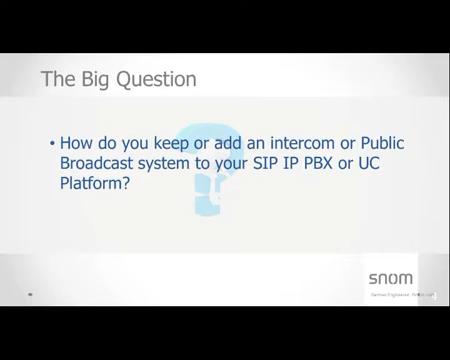 The Big Question
• How do you keep or add an intercom or Public
Broadcast system to your SIP IP PBX or UC
Platform?
snom